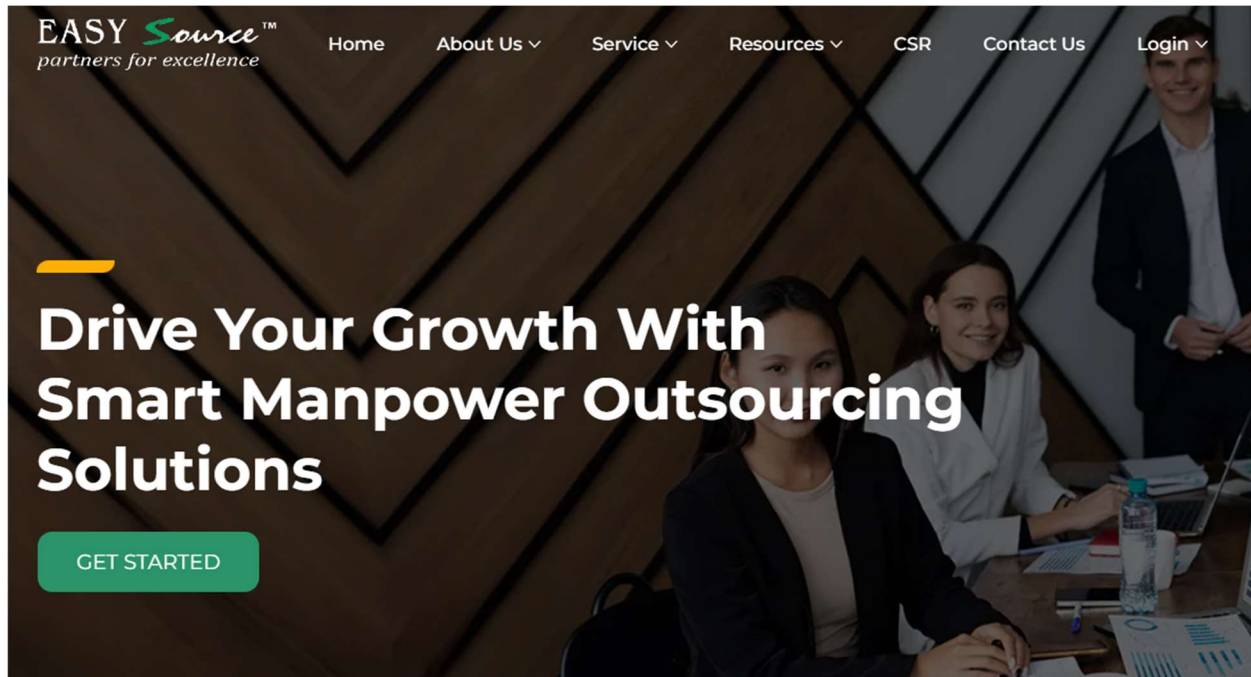 EASY Source™
partners for excellence
Home
About Us
Service
Resources
CSR
Contact Us
Login
Drive Your Growth With
Smart Manpower Outsourcing
Solutions
GET STARTED